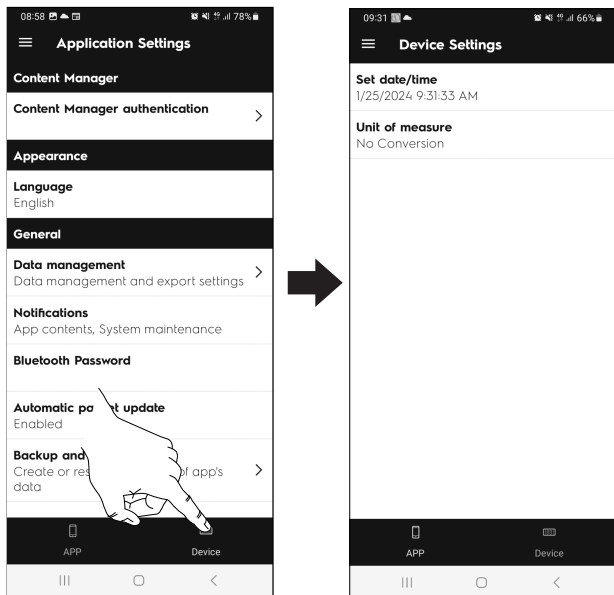 08:58 78%
Application Settings
Content Manager
Content Manager authentication
Appearance
Language
English
General
Data management
Data management and export settings
Notifications
App contents, System maintenance
Bluetooth Password
Automatic pa et update
Enabled
Backup and
Create or res of app's
data
APP Device
09:31 31 4G 66%
Device Settings
Set date/time
1/25/2024 9:31:33 AM
Unit of measure
No Conversion
APP Device